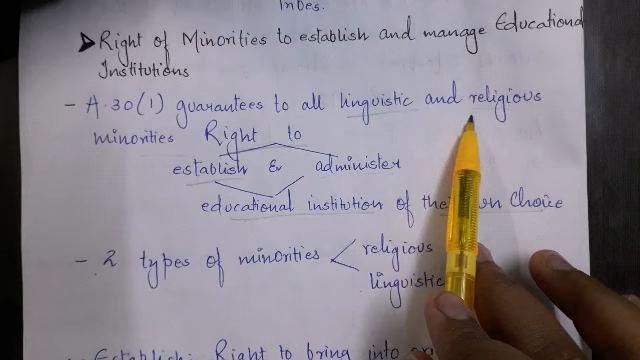 InDes.
➤ Right of Minorities to establish and manage Educational
Institutions
- A.30(1) guarantees to all linguistic and religious
minorities Right to
establish & administer
educational institution of their own choice
- 2 types of minorities < religious
linguistic
Establish: Right to bring into